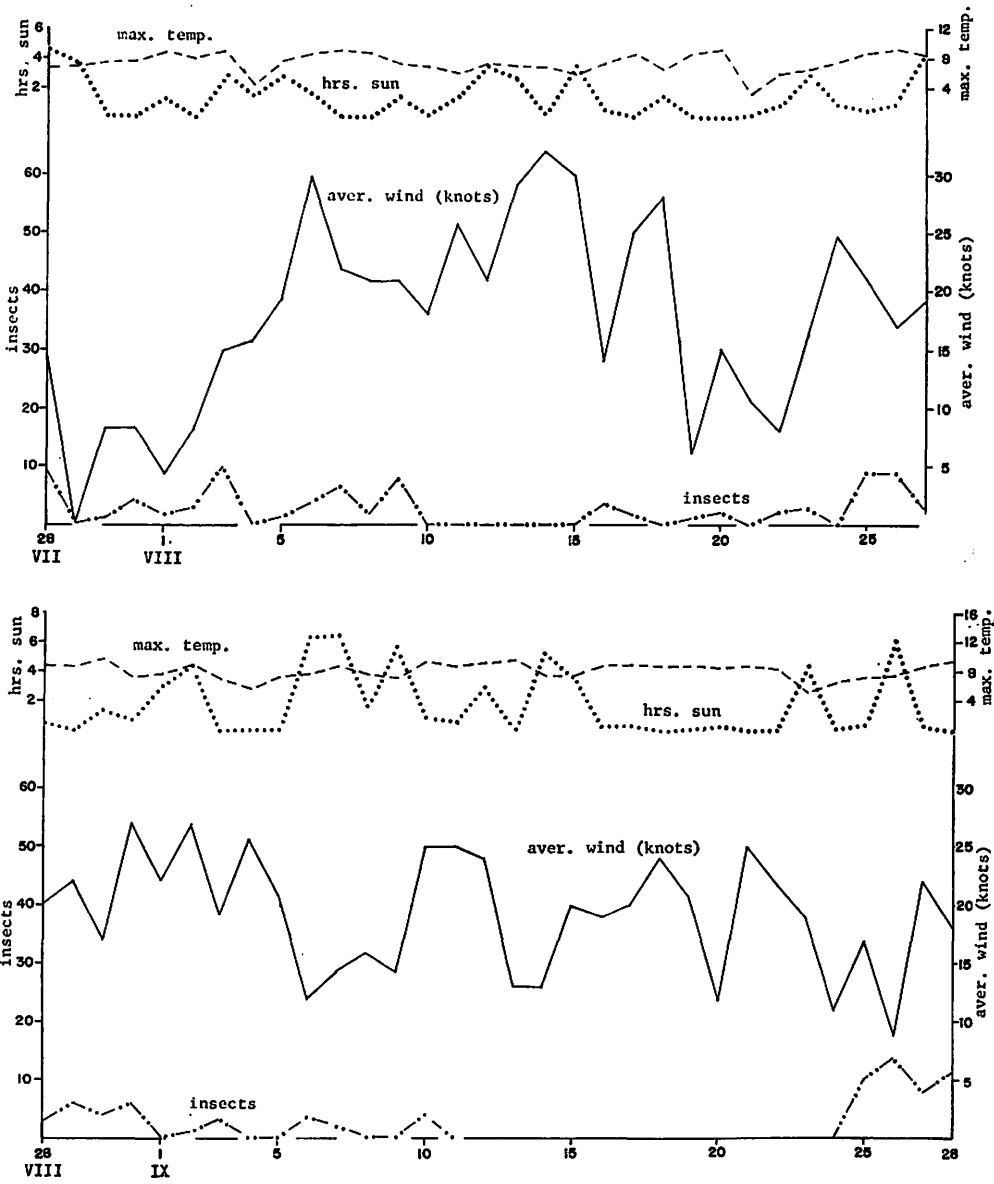 max. temp.
hrs. sun
6
4
2
hrs. sun
12
8
4
max. temp.
aver. wind (knots)
60
50
40
30
20
10
insects
30
25
20
15
10
5
aver. wind (knots)
insects
28 1. 5 10 15 20 25
VII VIII
max. temp.
hrs. sun
8
6
4
2
hrs. sun
16
12
8
4
max. temp.
aver. wind (knots)
60
50
40
30
20
10
insects
30
25
20
15
10
5
aver. wind (knots)
insects
28 1 5 10 15 20 25 28
VIII IX